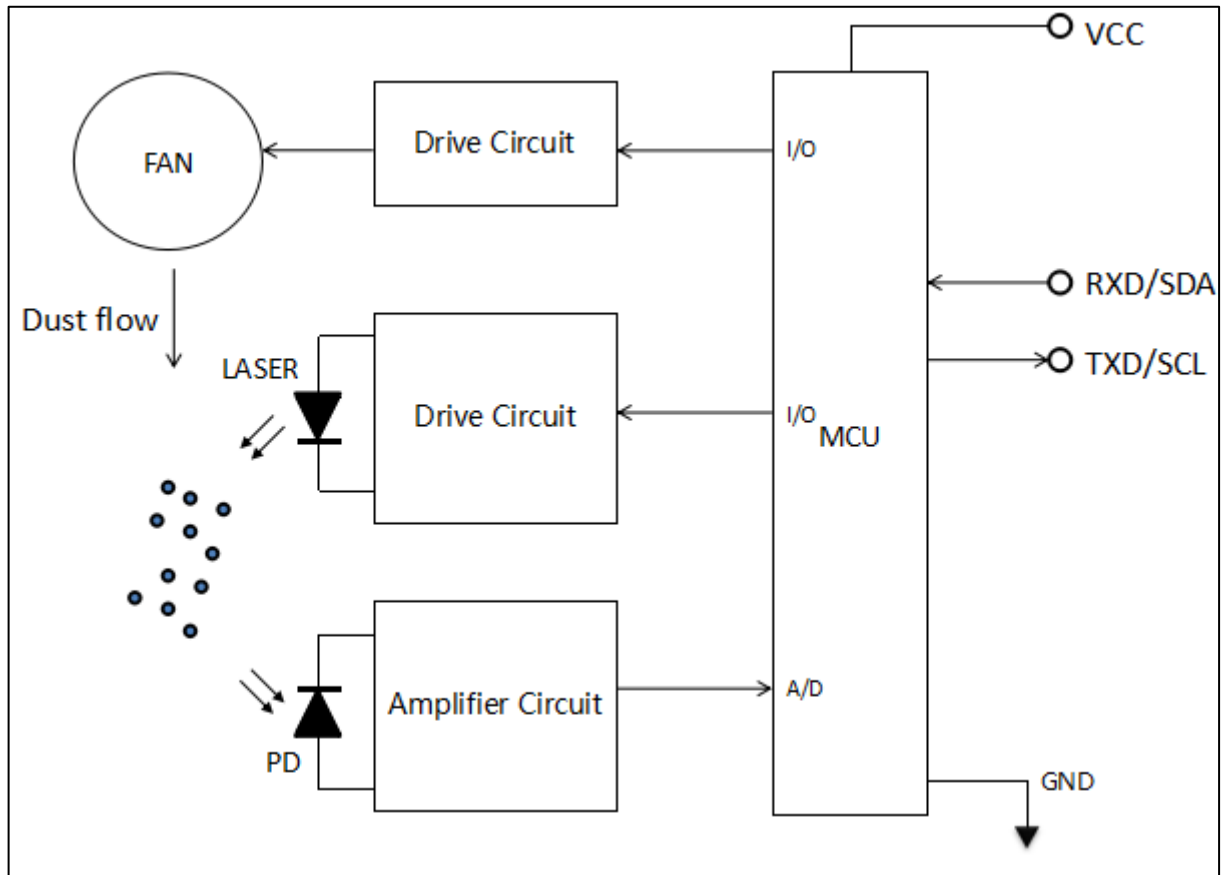 VCC
Drive Circuit
FAN
I/O
RXD/SDA
Dust flow
LASER
TXD/SCL
Drive Circuit
I/O
MCU
Amplifier Circuit
A/D
PD
GND